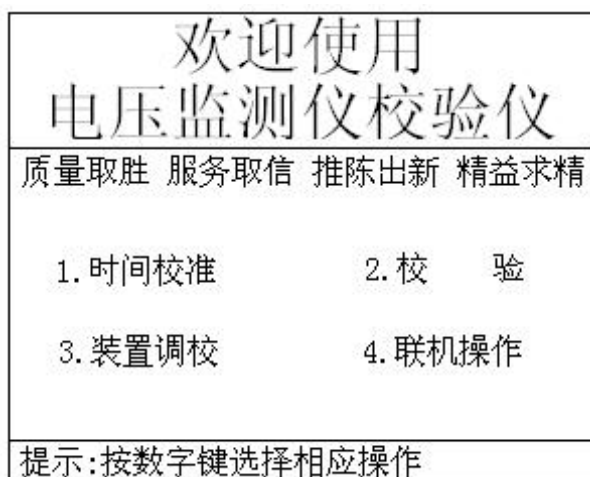 欢迎使用
电压监测仪校验仪
质量取胜 服务取信 推陈出新 精益求精
1.时间校准 2.校 验
3.装置调校 4.联机操作
提示:按数字键选择相应操作